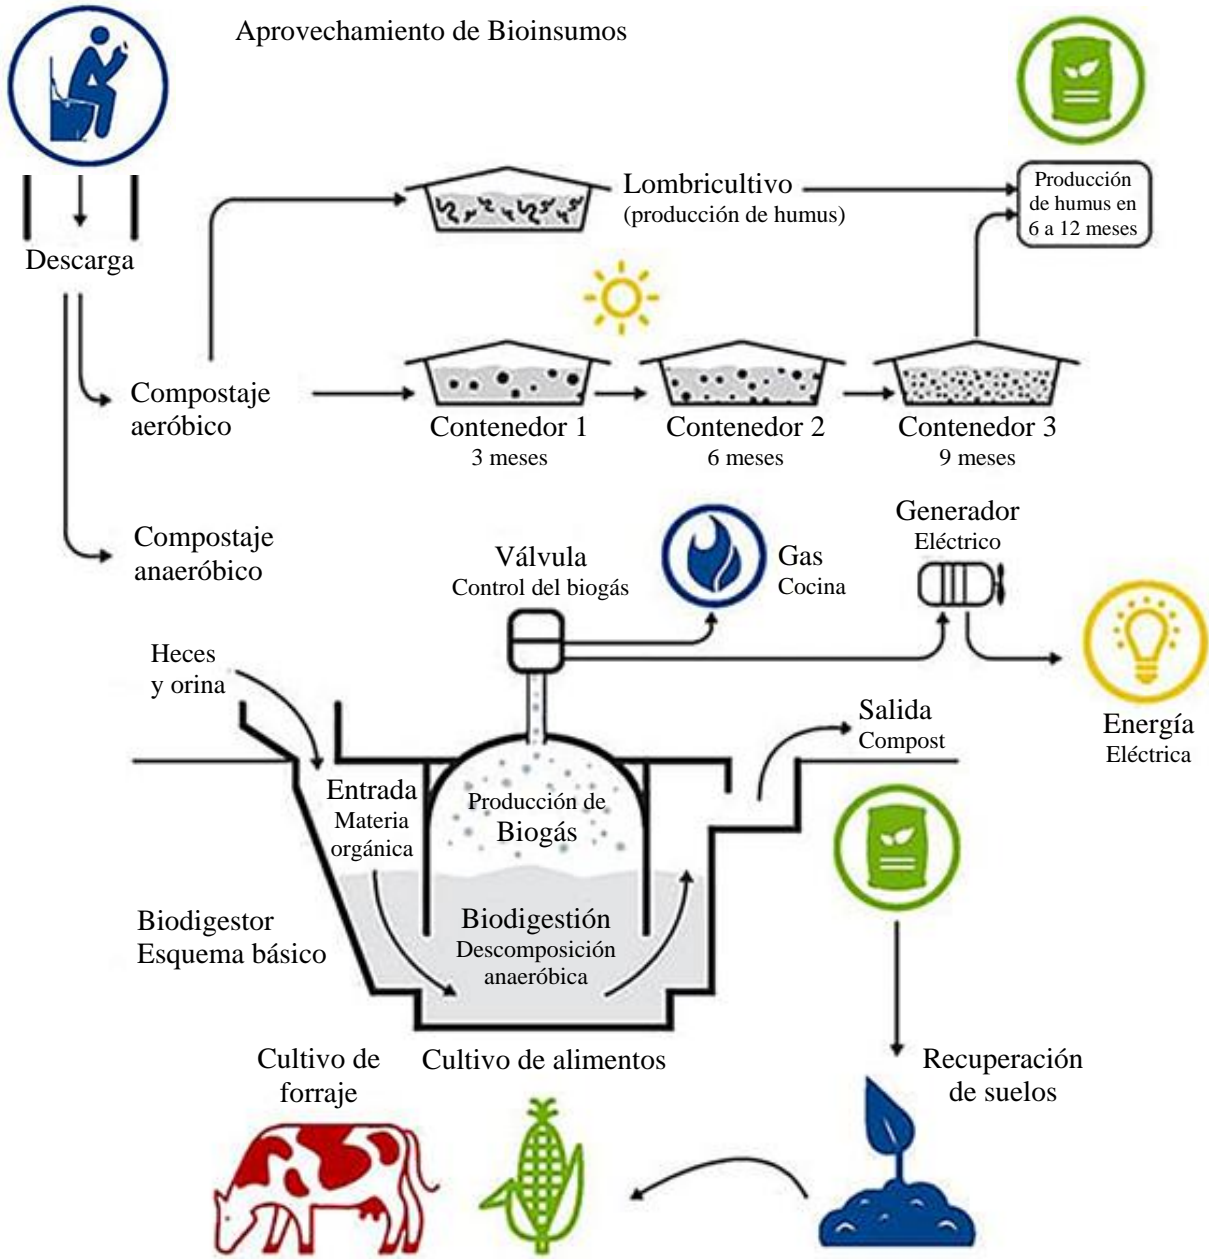 Aprovechamiento de Bioinsumos
Descarga
Lombricultivo
(producción de humus)
Producción
de humus en
6 a 12 meses
Compostaje
aeróbico
Contenedor 1
3 meses
Contenedor 2
6 meses
Contenedor 3
9 meses
Compostaje
anaeróbico
Válvula
Control del biogás
Gas
Cocina
Generador
Eléctrico
Heces
y orina
Salida
Compost
Energía
Eléctrica
Entrada
Materia
orgánica
Producción de
Biogás
Biodigestor
Esquema básico
Biodigestión
Descomposición
anaeróbica
Cultivo de
forraje
Cultivo de alimentos
Recuperación
de suelos